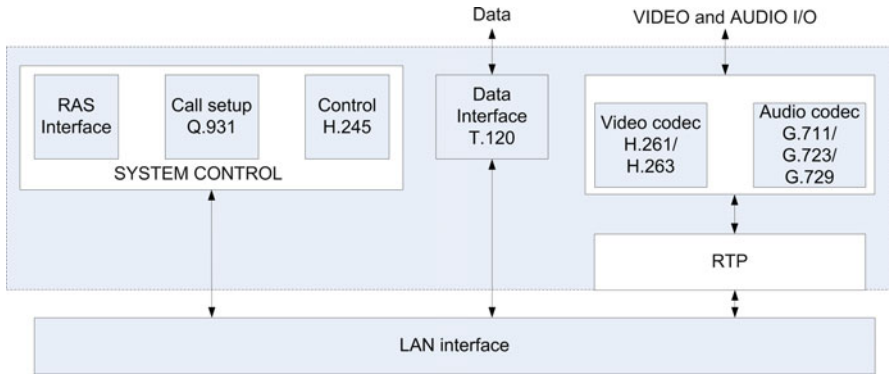 Data
VIDEO and AUDIO I/O
RAS
Interface
Call setup
Q.931
Control
H.245
SYSTEM CONTROL
Data
Interface
T.120
Video codec
H.261/
H.263
Audio codec
G.711/
G.723/
G.729
RTP
LAN interface